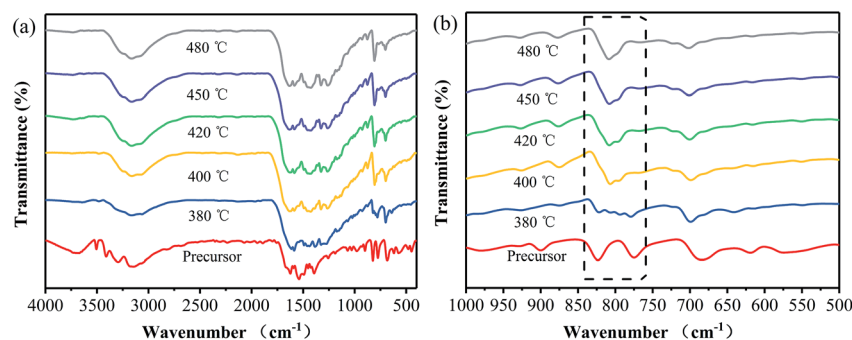 (a)
Transmittance (%)
480 ℃
450 ℃
420 ℃
400 ℃
380 ℃
Precursor
4000 3500 3000 2500 2000 1500 1000 500
Wavenumber （cm⁻¹）
(b)
Transmittance (%)
480 ℃
450 ℃
420 ℃
400 ℃
380 ℃
Precursor
1000 950 900 850 800 750 700 650 600 550 500
Wavenumber （cm⁻¹）